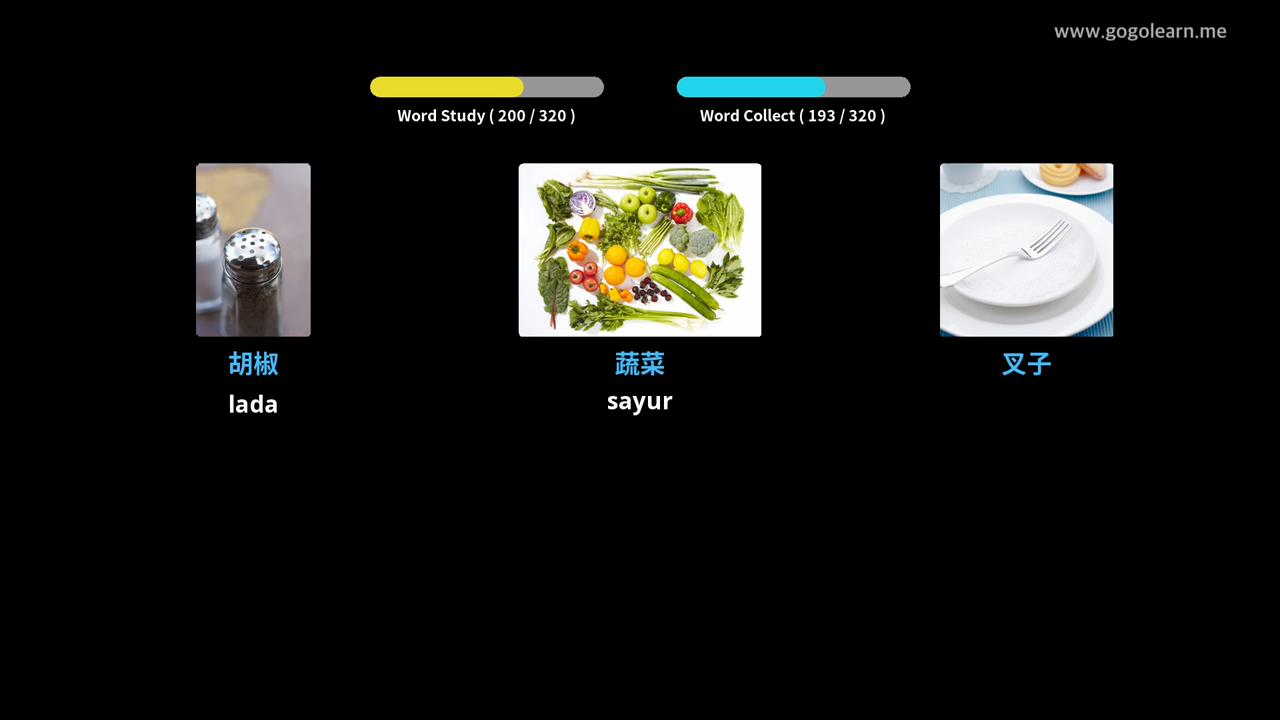 www.gogolearn.me
Word Study ( 200 / 320 )
Word Collect ( 193 / 320 )
胡椒
蔬菜
叉子
lada
sayur